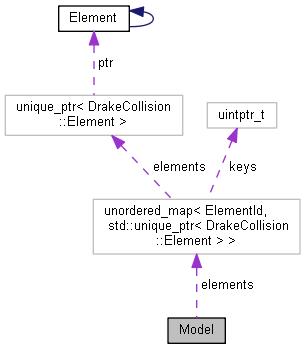 Element
ptr
unique_ptr< DrakeCollision
::Element >
uintptr_t
elements
keys
unordered_map< ElementId,
std::unique_ptr< DrakeCollision
::Element > >
elements
Model